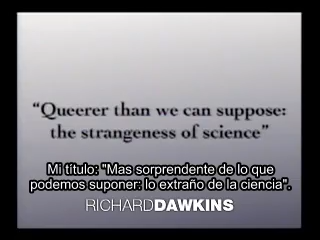 “Queerer than we can suppose:
the strangeness of science”
Mi título: "Mas sorprendente de lo que
podemos suponer: lo extraño de la ciencia".
RICHARDDAWKINS